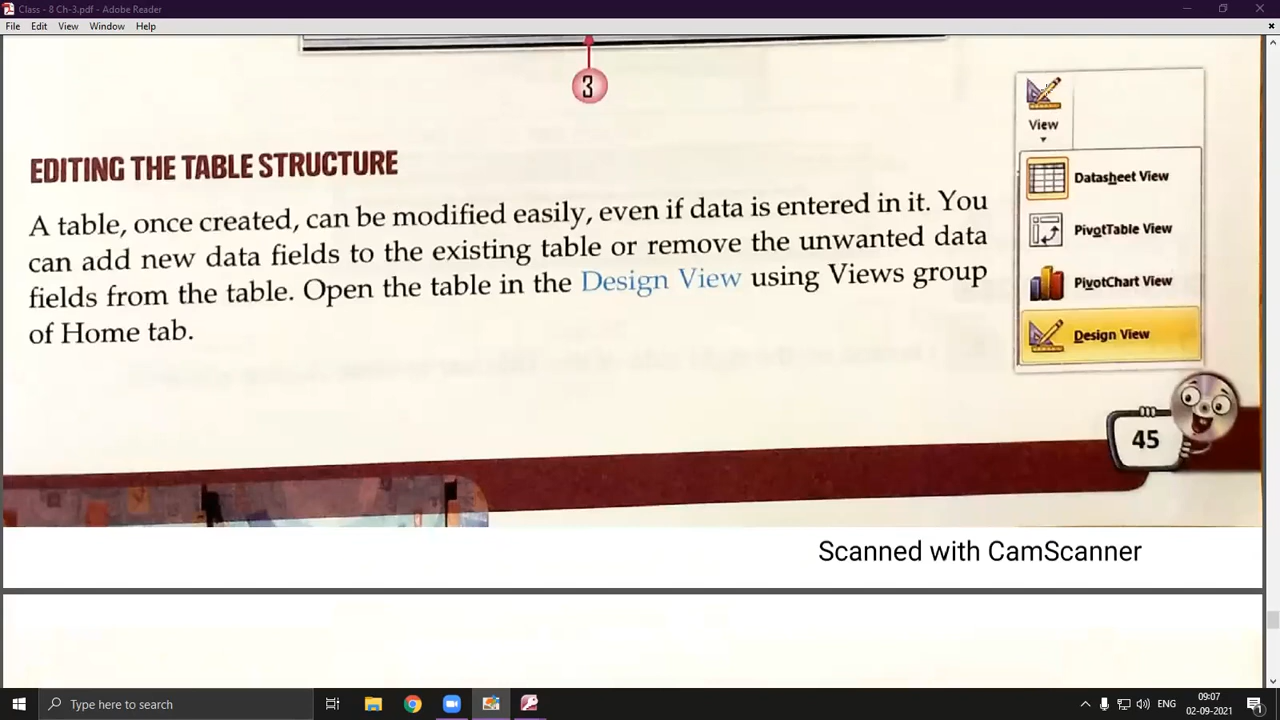 Class - 8 Ch-3.pdf - Adobe Reader
File Edit View Window Help
3
View
EDITING THE TABLE STRUCTURE
Datasheet View
A table, once created, can be modified easily, even if data is entered in it. You
PivotTable View
can add new data fields to the existing table or remove the unwanted data
fields from the table. Open the table in the Design View using Views group
PivotChart View
of Home tab.
Design View
45
Scanned with CamScanner
Type here to search
ENG
09:07
02-09-2021
1